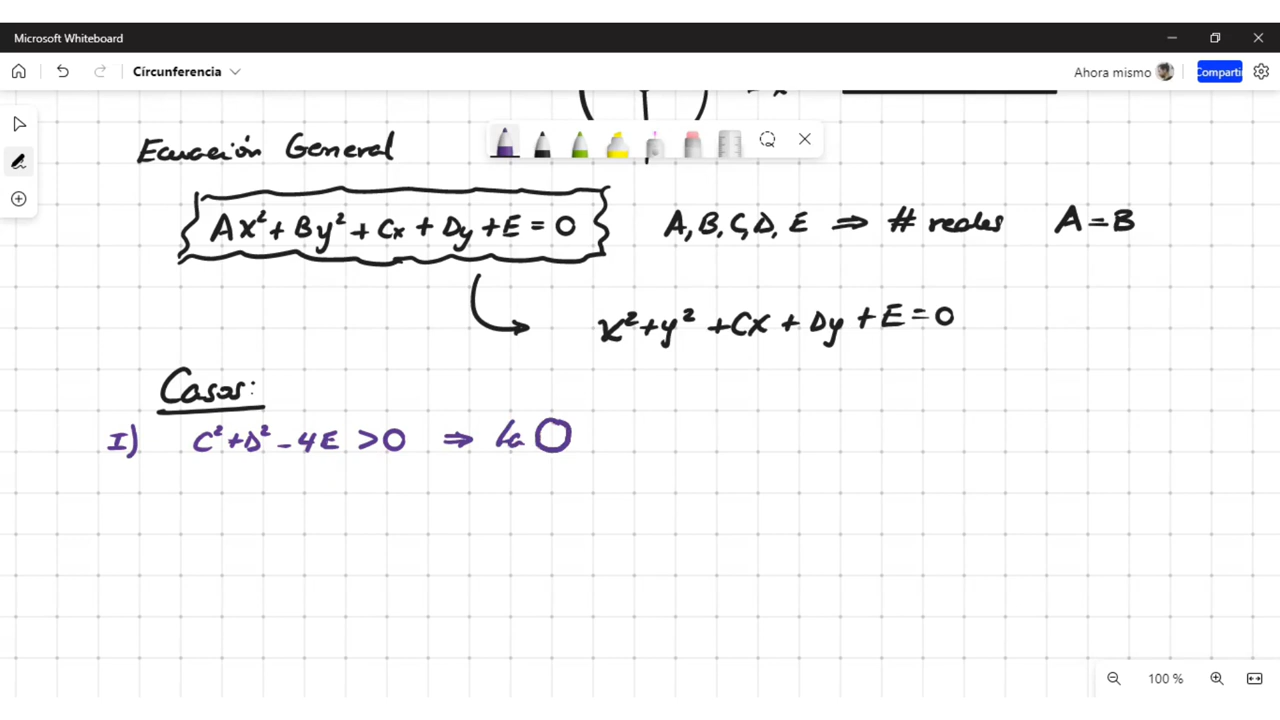 Microsoft Whiteboard
Círcunferencia
Ahora mismo
Comparti
x
Ecuación General
Ax² + By² + Cx + Dy + E = 0
A, B, C, D, E ⇒ # reales A = B
x² + y² + Cx + Dy + E = 0
Casos:
I) C² + D² - 4E > 0 ⇒ la O
100 %